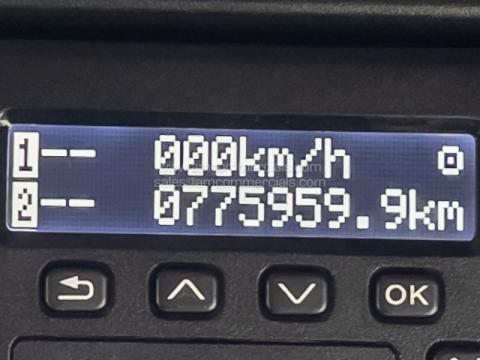 1-- 000km/h
sales@amcommercials.com
2-- 0775959.9km
OK